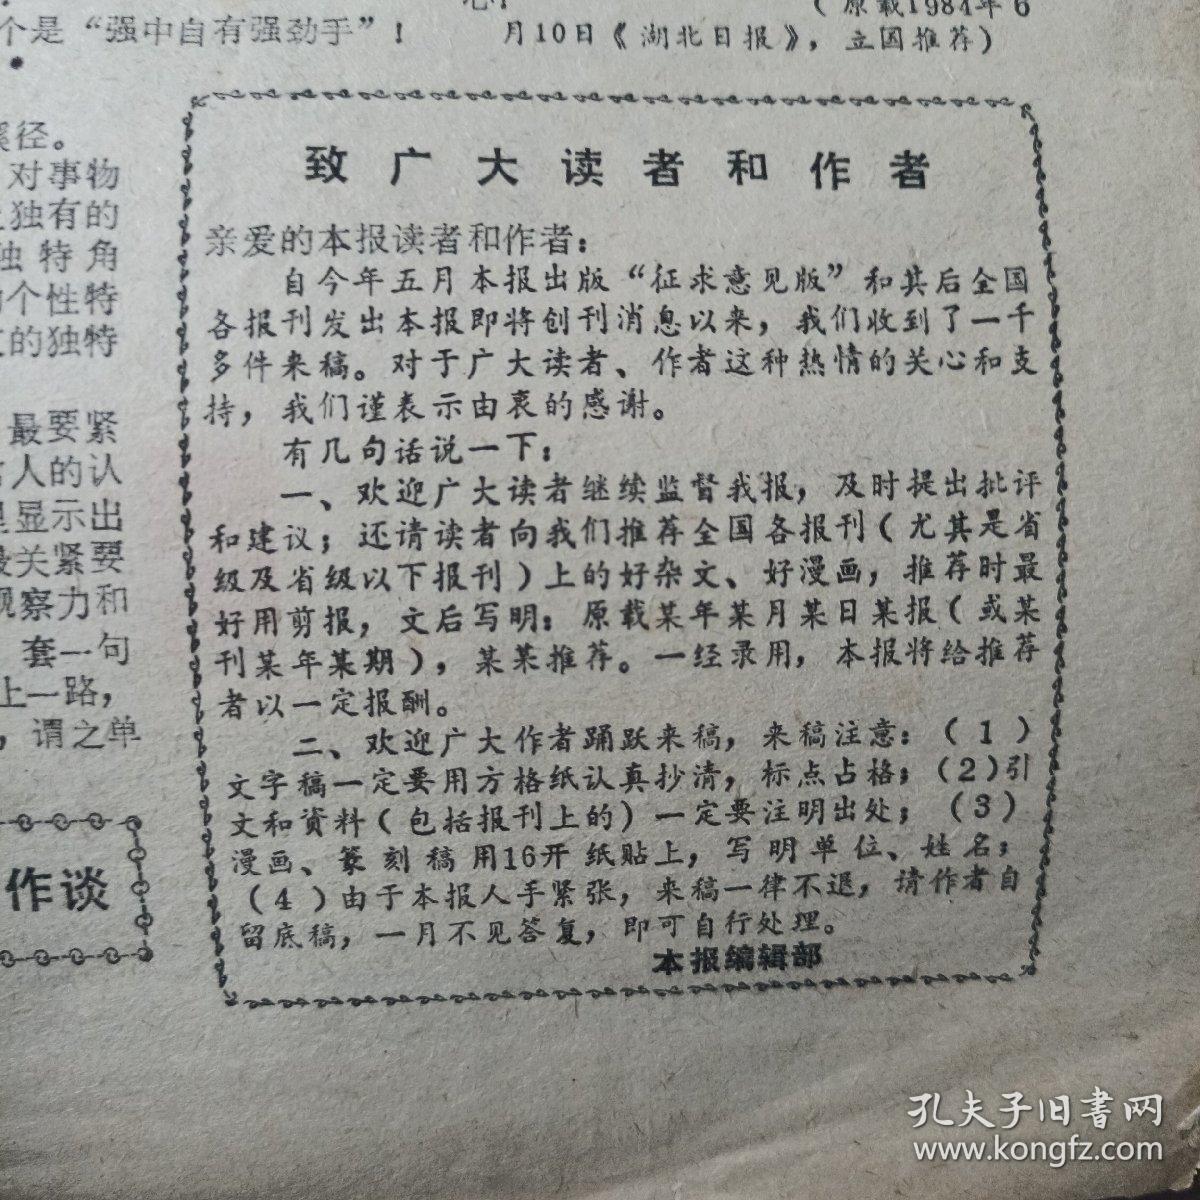 个是“强中自有强劲手”！
（原载1984年6
月10日《湖北日报》，立国推荐）
溪径。
对事物
独有的
独特角
个性特
的独特
最要紧
人的认
显示出
关紧要
观察力和
套一句
上一路，
，谓之单
作谈
致广大读者和作者
亲爱的本报读者和作者：
自今年五月本报出版“征求意见版”和其后全国
各报刊发出本报即将创刊消息以来，我们收到了一千
多件来稿。对于广大读者、作者这种热情的关心和支
持，我们谨表示由衷的感谢。
有几句话说一下：
一、欢迎广大读者继续监督我报，及时提出批评
和建议；还请读者向我们推荐全国各报刊（尤其是省
级及省级以下报刊）上的好杂文、好漫画，推荐时最
好用剪报，文后写明：原载某年某月某日某报（或某
刊某年某期），某某推荐。一经录用，本报将给推荐
者以一定报酬。
二、欢迎广大作者踊跃来稿，来稿注意：（1）
文字稿一定要用方格纸认真抄清，标点占格；（2）引
文和资料（包括报刊上的）一定要注明出处；（3）
漫画、篆刻稿用16开纸贴上，写明单位、姓名；
（4）由于本报人手紧张，来稿一律不退，请作者自
留底稿，一月不见答复，即可自行处理。
本报编辑部
孔夫子旧书网
www.kongfz.com